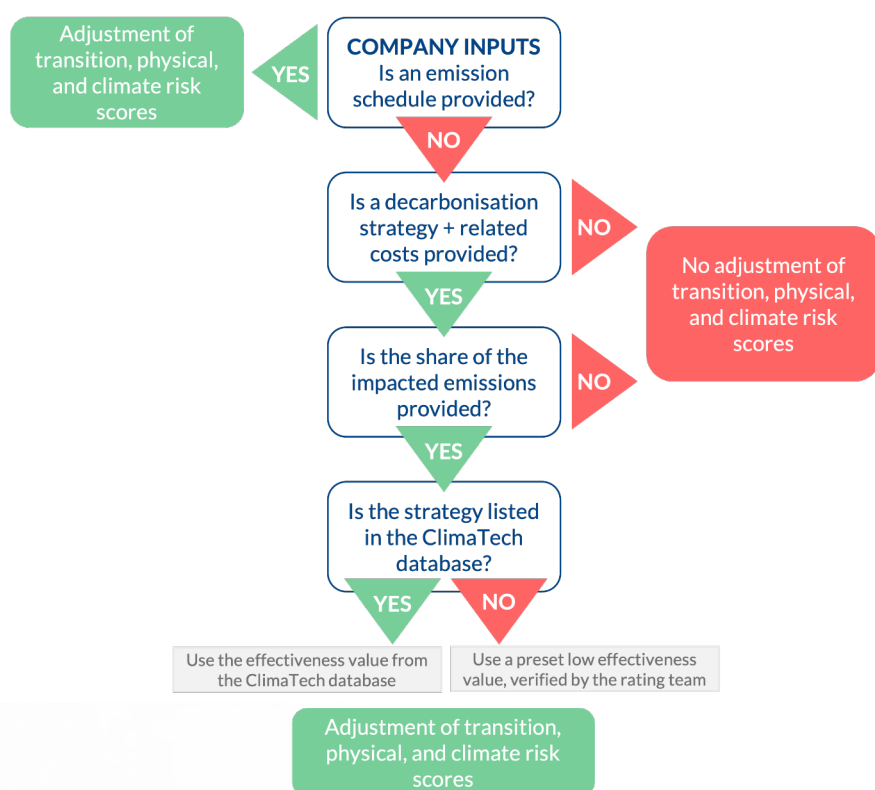 Adjustment of
transition, physical,
and climate risk
scores
YES
COMPANY INPUTS
Is an emission
schedule provided?
NO
Is a decarbonisation
strategy + related
costs provided?
NO
No adjustment of
transition, physical,
and climate risk
scores
YES
Is the share of the
impacted emissions
provided?
NO
YES
Is the strategy listed
in the ClimaTech
database?
YES
NO
Use the effectiveness value from
the ClimaTech database
Use a preset low effectiveness
value, verified by the rating team
Adjustment of transition,
physical, and climate risk
scores